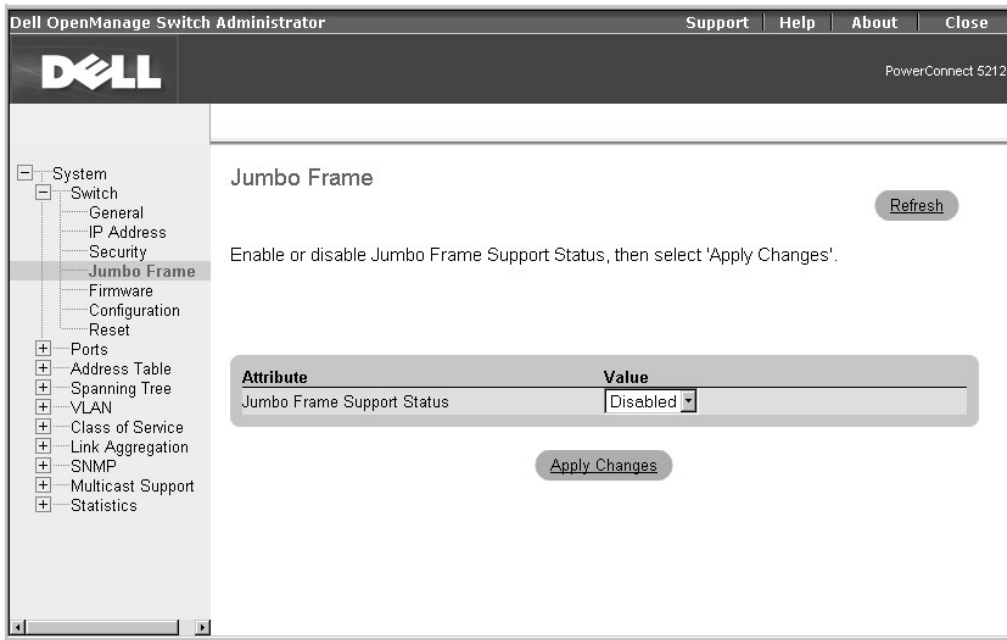 Dell OpenManage Switch Administrator
Support Help About Close
DELL
PowerConnect 5212
System
Switch
General
IP Address
Security
Jumbo Frame
Firmware
Configuration
Reset
Ports
Address Table
Spanning Tree
VLAN
Class of Service
Link Aggregation
SNMP
Multicast Support
Statistics
Jumbo Frame
Refresh
Enable or disable Jumbo Frame Support Status, then select 'Apply Changes'.
Attribute Value
Jumbo Frame Support Status Disabled
Apply Changes